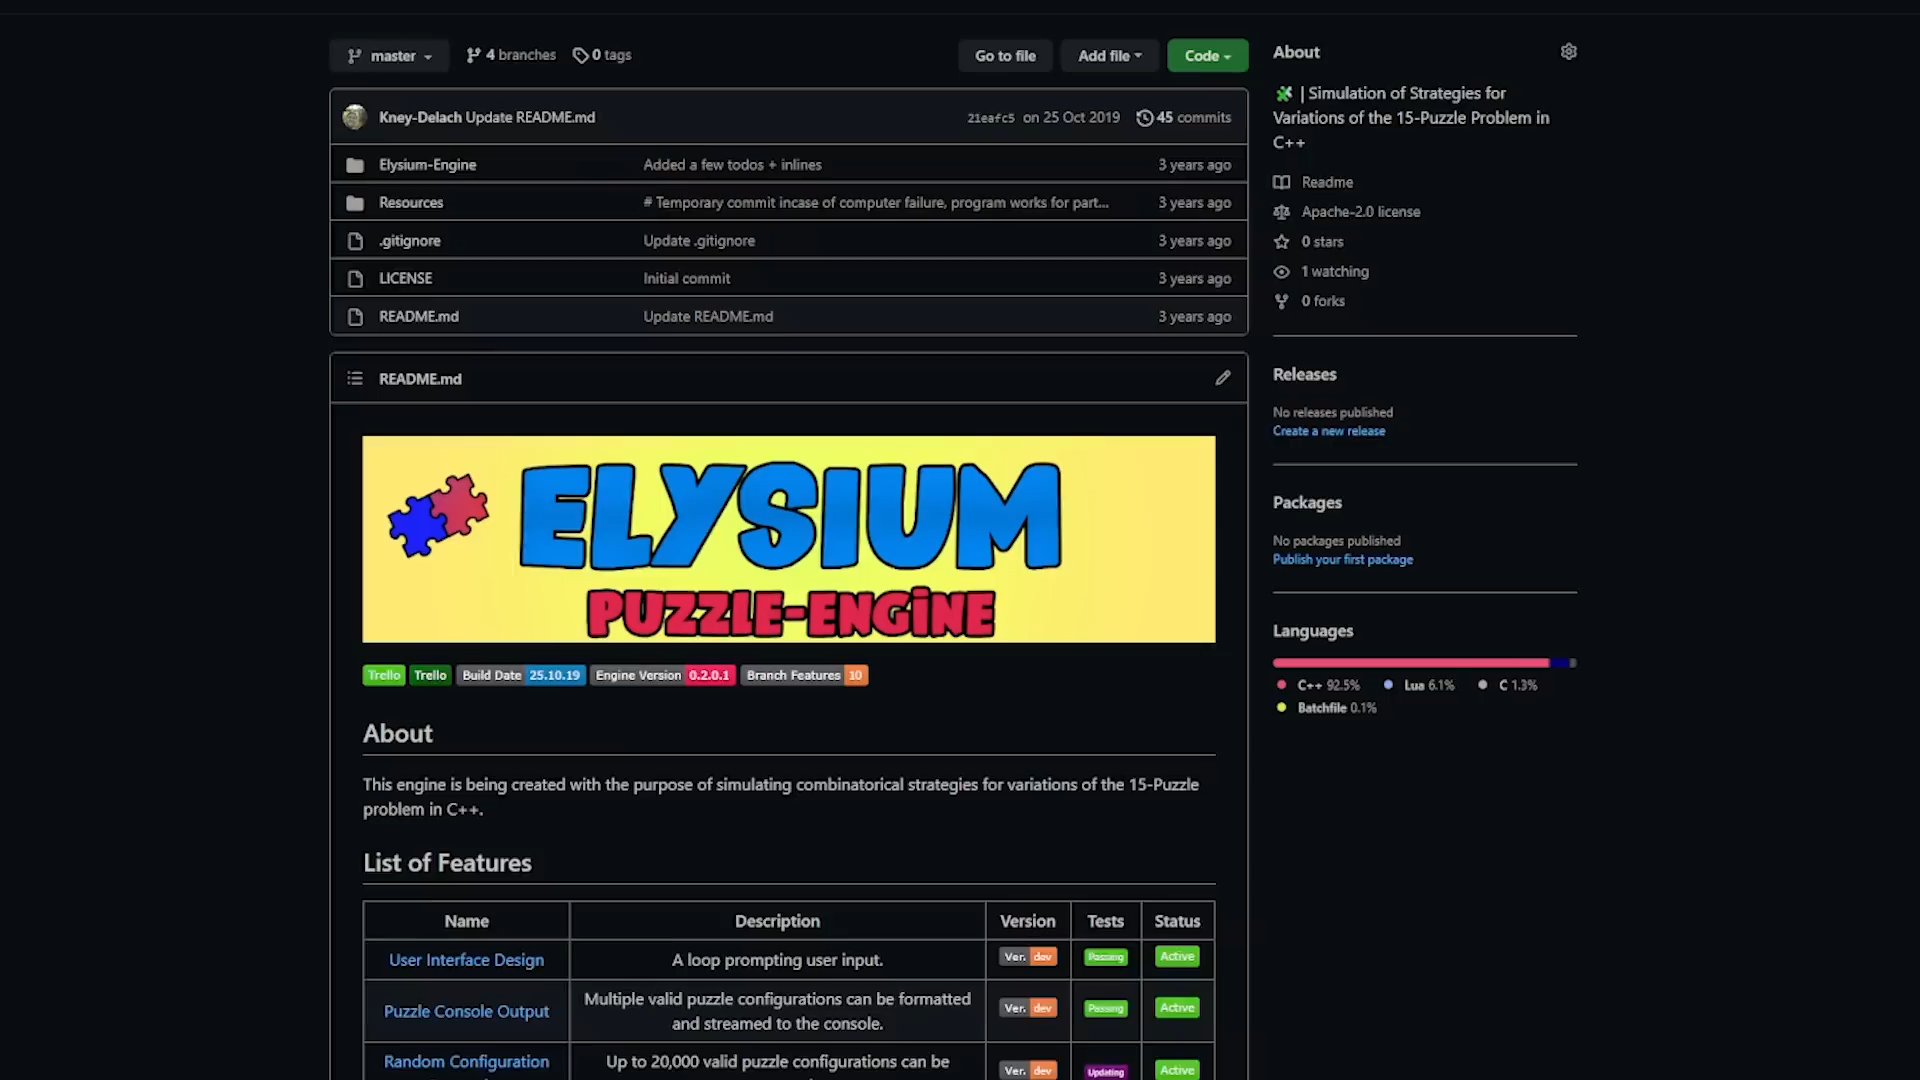 master
4 branches
0 tags
Go to file
Add file
Code
Kney-Delach Update README.md
21eafc5 on 25 Oct 2019
45 commits
Elysium-Engine
Added a few todos + inlines
3 years ago
Resources
# Temporary commit incase of computer failure, program works for part...
3 years ago
.gitignore
Update .gitignore
3 years ago
LICENSE
Initial commit
3 years ago
README.md
Update README.md
3 years ago
README.md
ELYSIUM
PUZZLE-ENGINE
Trello
Trello
Build Date 25.10.19
Engine Version 0.2.0.1
Branch Features 10
About
This engine is being created with the purpose of simulating combinatorical strategies for variations of the 15-Puzzle
problem in C++.
List of Features
Name
Description
Version
Tests
Status
User Interface Design
A loop prompting user input.
Ver. dev
Passing
Active
Puzzle Console Output
Multiple valid puzzle configurations can be formatted
and streamed to the console.
Ver. dev
Passing
Active
Random Configuration
Up to 20,000 valid puzzle configurations can be
Ver. dev
Updating
Active
About
| Simulation of Strategies for
Variations of the 15-Puzzle Problem in
C++
Readme
Apache-2.0 license
0 stars
1 watching
0 forks
Releases
No releases published
Create a new release
Packages
No packages published
Publish your first package
Languages
C++ 92.5%
Lua 6.1%
C 1.3%
Batchfile 0.1%